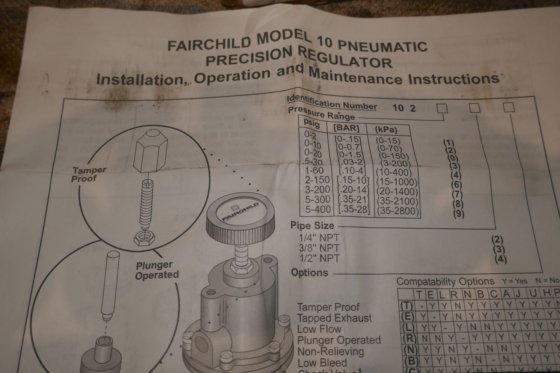 FAIRCHILD MODEL 10 PNEUMATIC
PRECISION REGULATOR
Installation, Operation and Maintenance Instructions
Identification Number 10 2
Pressure Range
Psig [BAR] (kPa)
0-2 [0-.15] (0-15) (1)
0-10 [0-0.7] (0-70) (2)
0-20 [0-1.5] (0-150)
.5-30 [.03-2] (3-200) (3)
1-60 [.10-4] (10-400) (4)
2-150 [.15-10] (15-1000) (6)
3-200 [.20-14] (20-1400) (7)
5-300 [.35-21] (35-2100) (8)
5-400 [.35-28] (35-2800) (9)
Tamper
Proof
FAIRCHILD
Plunger
Operated
Pipe Size
1/4" NPT (2)
3/8" NPT (3)
1/2" NPT (4)
Options
Tamper Proof
Tapped Exhaust
Low Flow
Plunger Operated
Non-Relieving
Low Bleed
Compatability Options Y = Yes N = No
T E L R N B C A J U H P
(T)
(E)
(L)
(R)
(N)
(B)